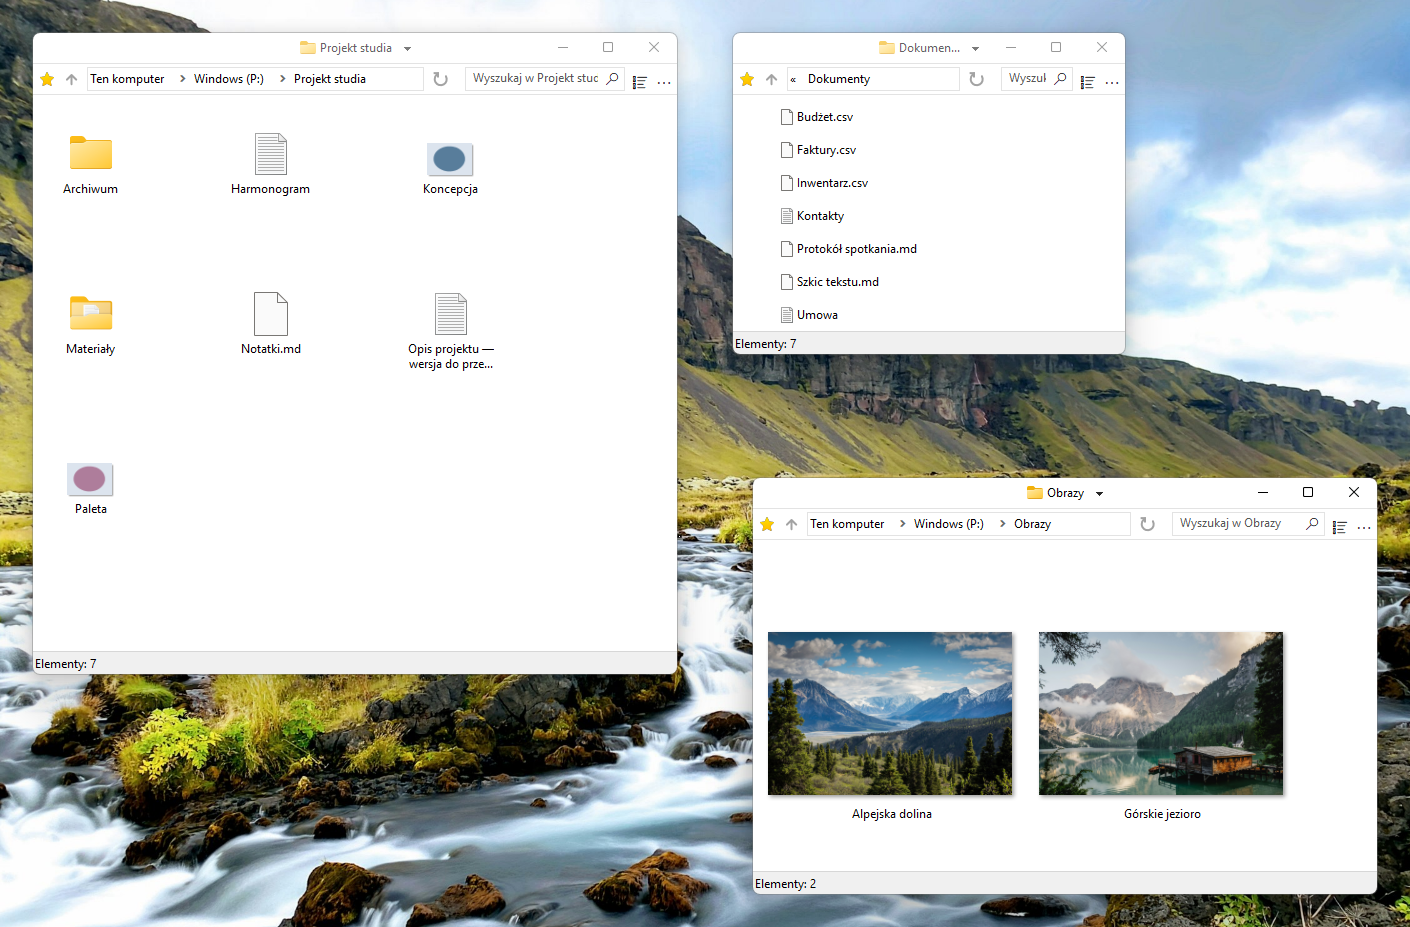 Projekt studia
Ten komputer > Windows (P:) > Projekt studia
Wyszukaj w Projekt stuc
Archiwum
Harmonogram
Koncepcja
Materiały
Notatki.md
Opis projektu —
wersja do prze...
Paleta
Elementy: 7
Dokumen...
« Dokumenty
Wyszuk
Budżet.csv
Faktury.csv
Inwentarz.csv
Kontakty
Protokół spotkania.md
Szkic tekstu.md
Umowa
Elementy: 7
Obrazy
Ten komputer > Windows (P:) > Obrazy
Wyszukaj w Obrazy
Alpejska dolina
Górskie jezioro
Elementy: 2